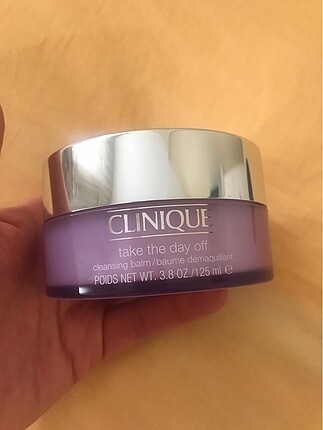 CLINIQUE
take the day off
cleansing balm/baume démaquillant
POIDS NET WT. 3.8 OZ./125 ml ℮